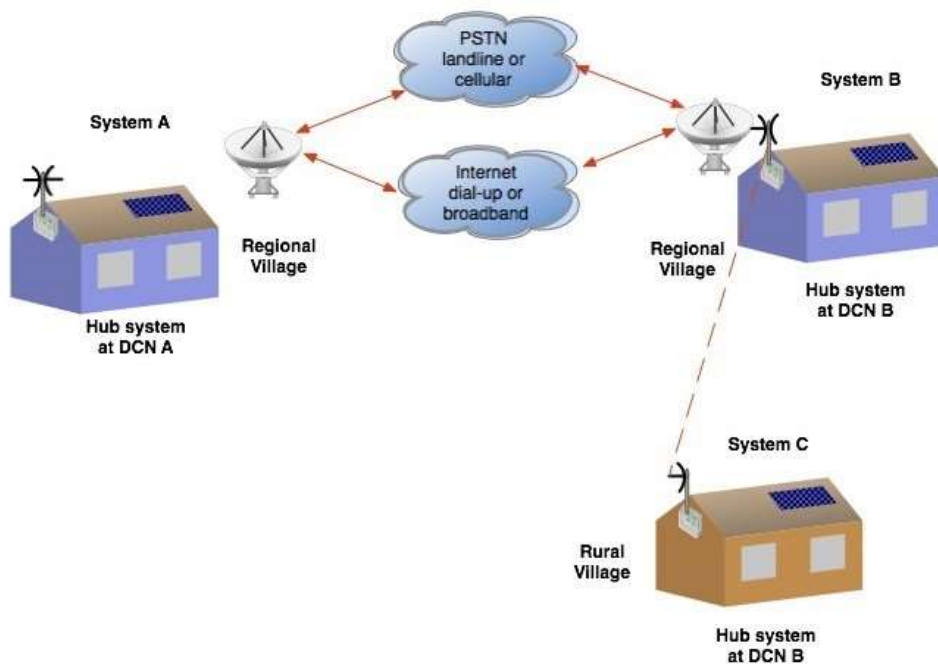 PSTN
landline or
cellular
System A
System B
Internet
dial-up or
broadband
Regional
Village
Regional
Village
Hub system
at DCN A
Hub system
at DCN B
System C
Rural
Village
Hub system
at DCN B